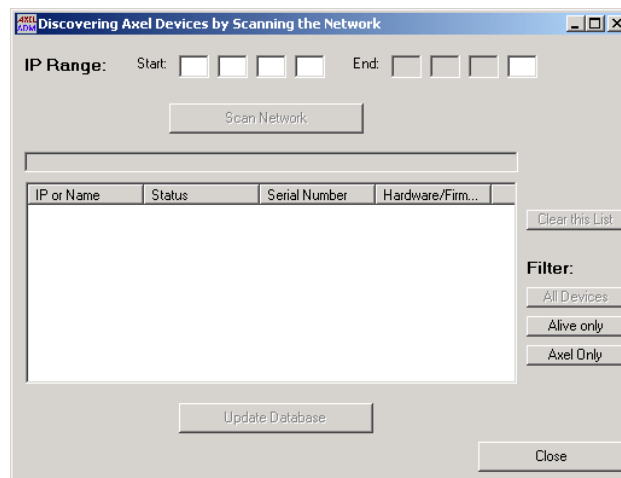 AXEL ADM Discovering Axel Devices by Scanning the Network
IP Range: Start: End:
Scan Network
IP or Name Status Serial Number Hardware/Firm...
Clear this List
Filter:
All Devices
Alive only
Axel Only
Update Database
Close